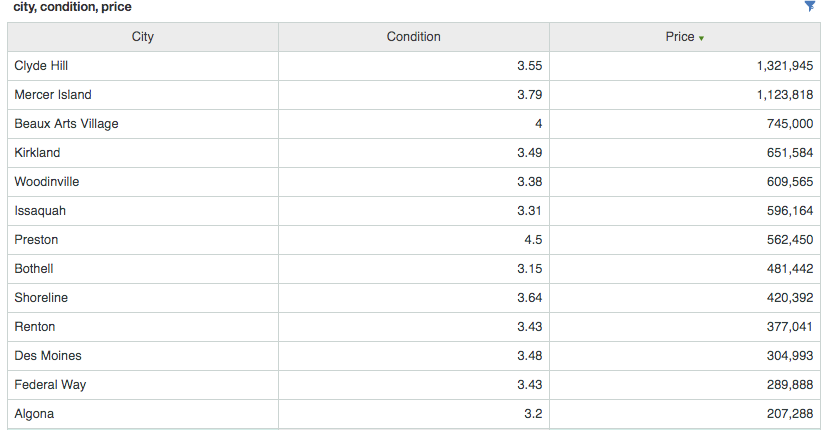 city, condition, price
City Condition Price
Clyde Hill 3.55 1,321,945
Mercer Island 3.79 1,123,818
Beaux Arts Village 4 745,000
Kirkland 3.49 651,584
Woodinville 3.38 609,565
Issaquah 3.31 596,164
Preston 4.5 562,450
Bothell 3.15 481,442
Shoreline 3.64 420,392
Renton 3.43 377,041
Des Moines 3.48 304,993
Federal Way 3.43 289,888
Algona 3.2 207,288